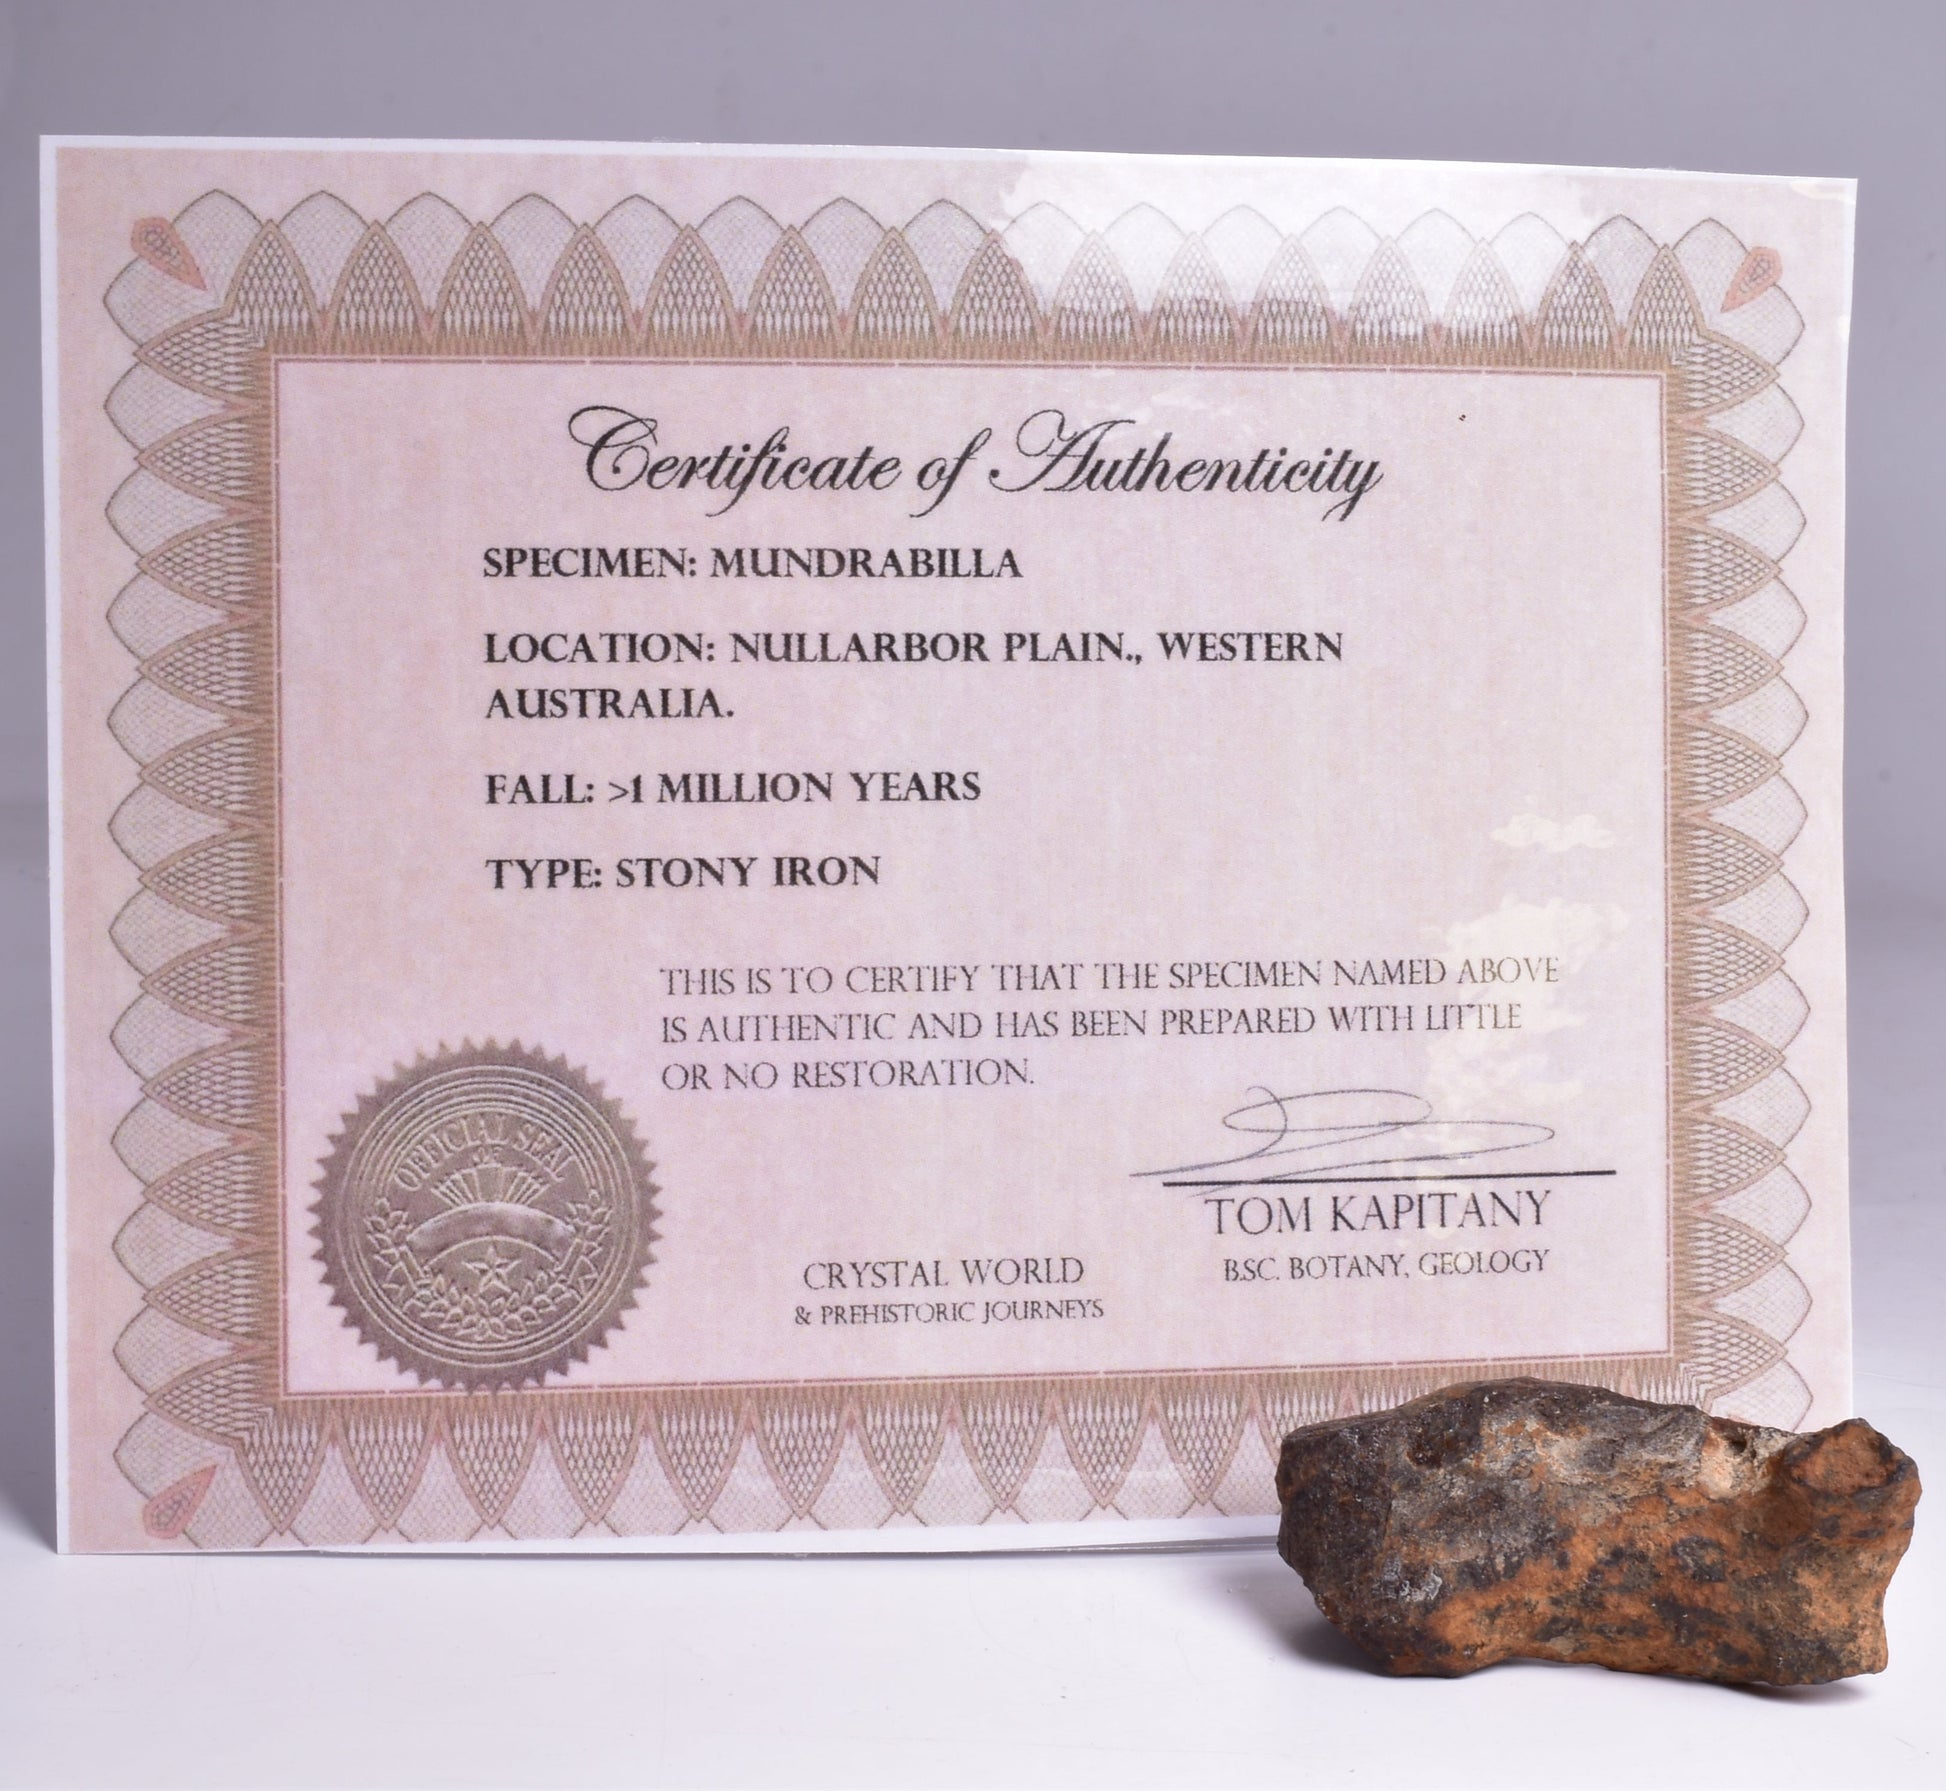 Certificate of Authenticity
SPECIMEN: MUNDRABILLA
LOCATION: NULLARBOR PLAIN., WESTERN
AUSTRALIA.
FALL: >1 MILLION YEARS
TYPE: STONY IRON
THIS IS TO CERTIFY THAT THE SPECIMEN NAMED ABOVE
IS AUTHENTIC AND HAS BEEN PREPARED WITH LITTLE
OR NO RESTORATION.
OFFICIAL SEAL
OF
TOM KAPITANY
B.SC. BOTANY, GEOLOGY
CRYSTAL WORLD
& PREHISTORIC JOURNEYS